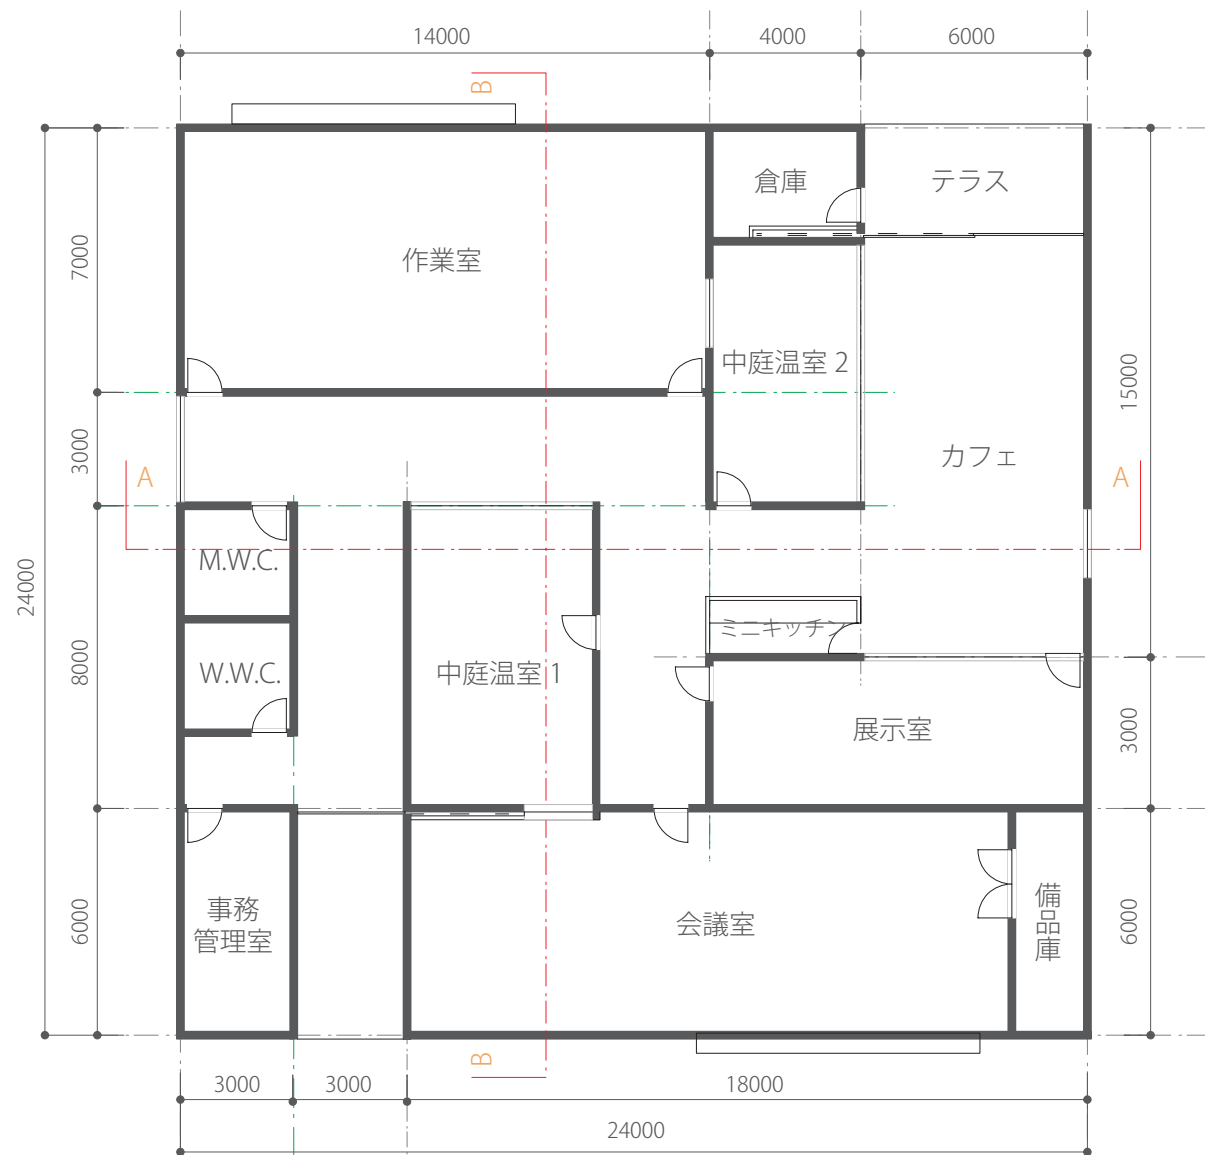 14000
4000
6000
B
倉庫
テラス
7000
作業室
中庭温室 2
15000
3000
カフェ
A
A
M.W.C.
24000
ミニキッチン
8000
W.W.C.
中庭温室 1
展示室
3000
6000
事務
管理室
会議室
備
品
庫
6000
B
3000
3000
18000
24000